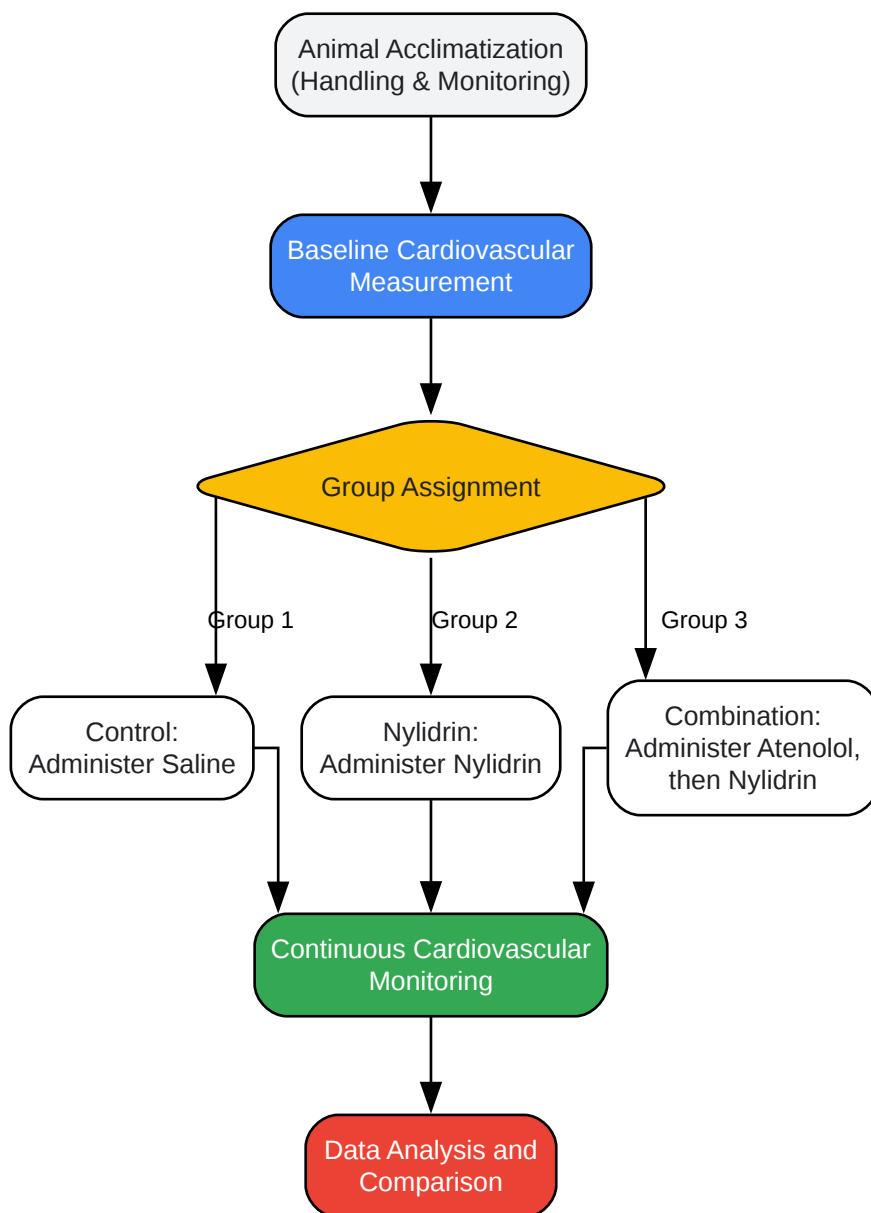 Animal Acclimatization
(Handling & Monitoring)
Baseline Cardiovascular
Measurement
Group Assignment
Group 1
Group 2
Group 3
Control:
Administer Saline
Nylidrin:
Administer Nylidrin
Combination:
Administer Atenolol,
then Nylidrin
Continuous Cardiovascular
Monitoring
Data Analysis and
Comparison